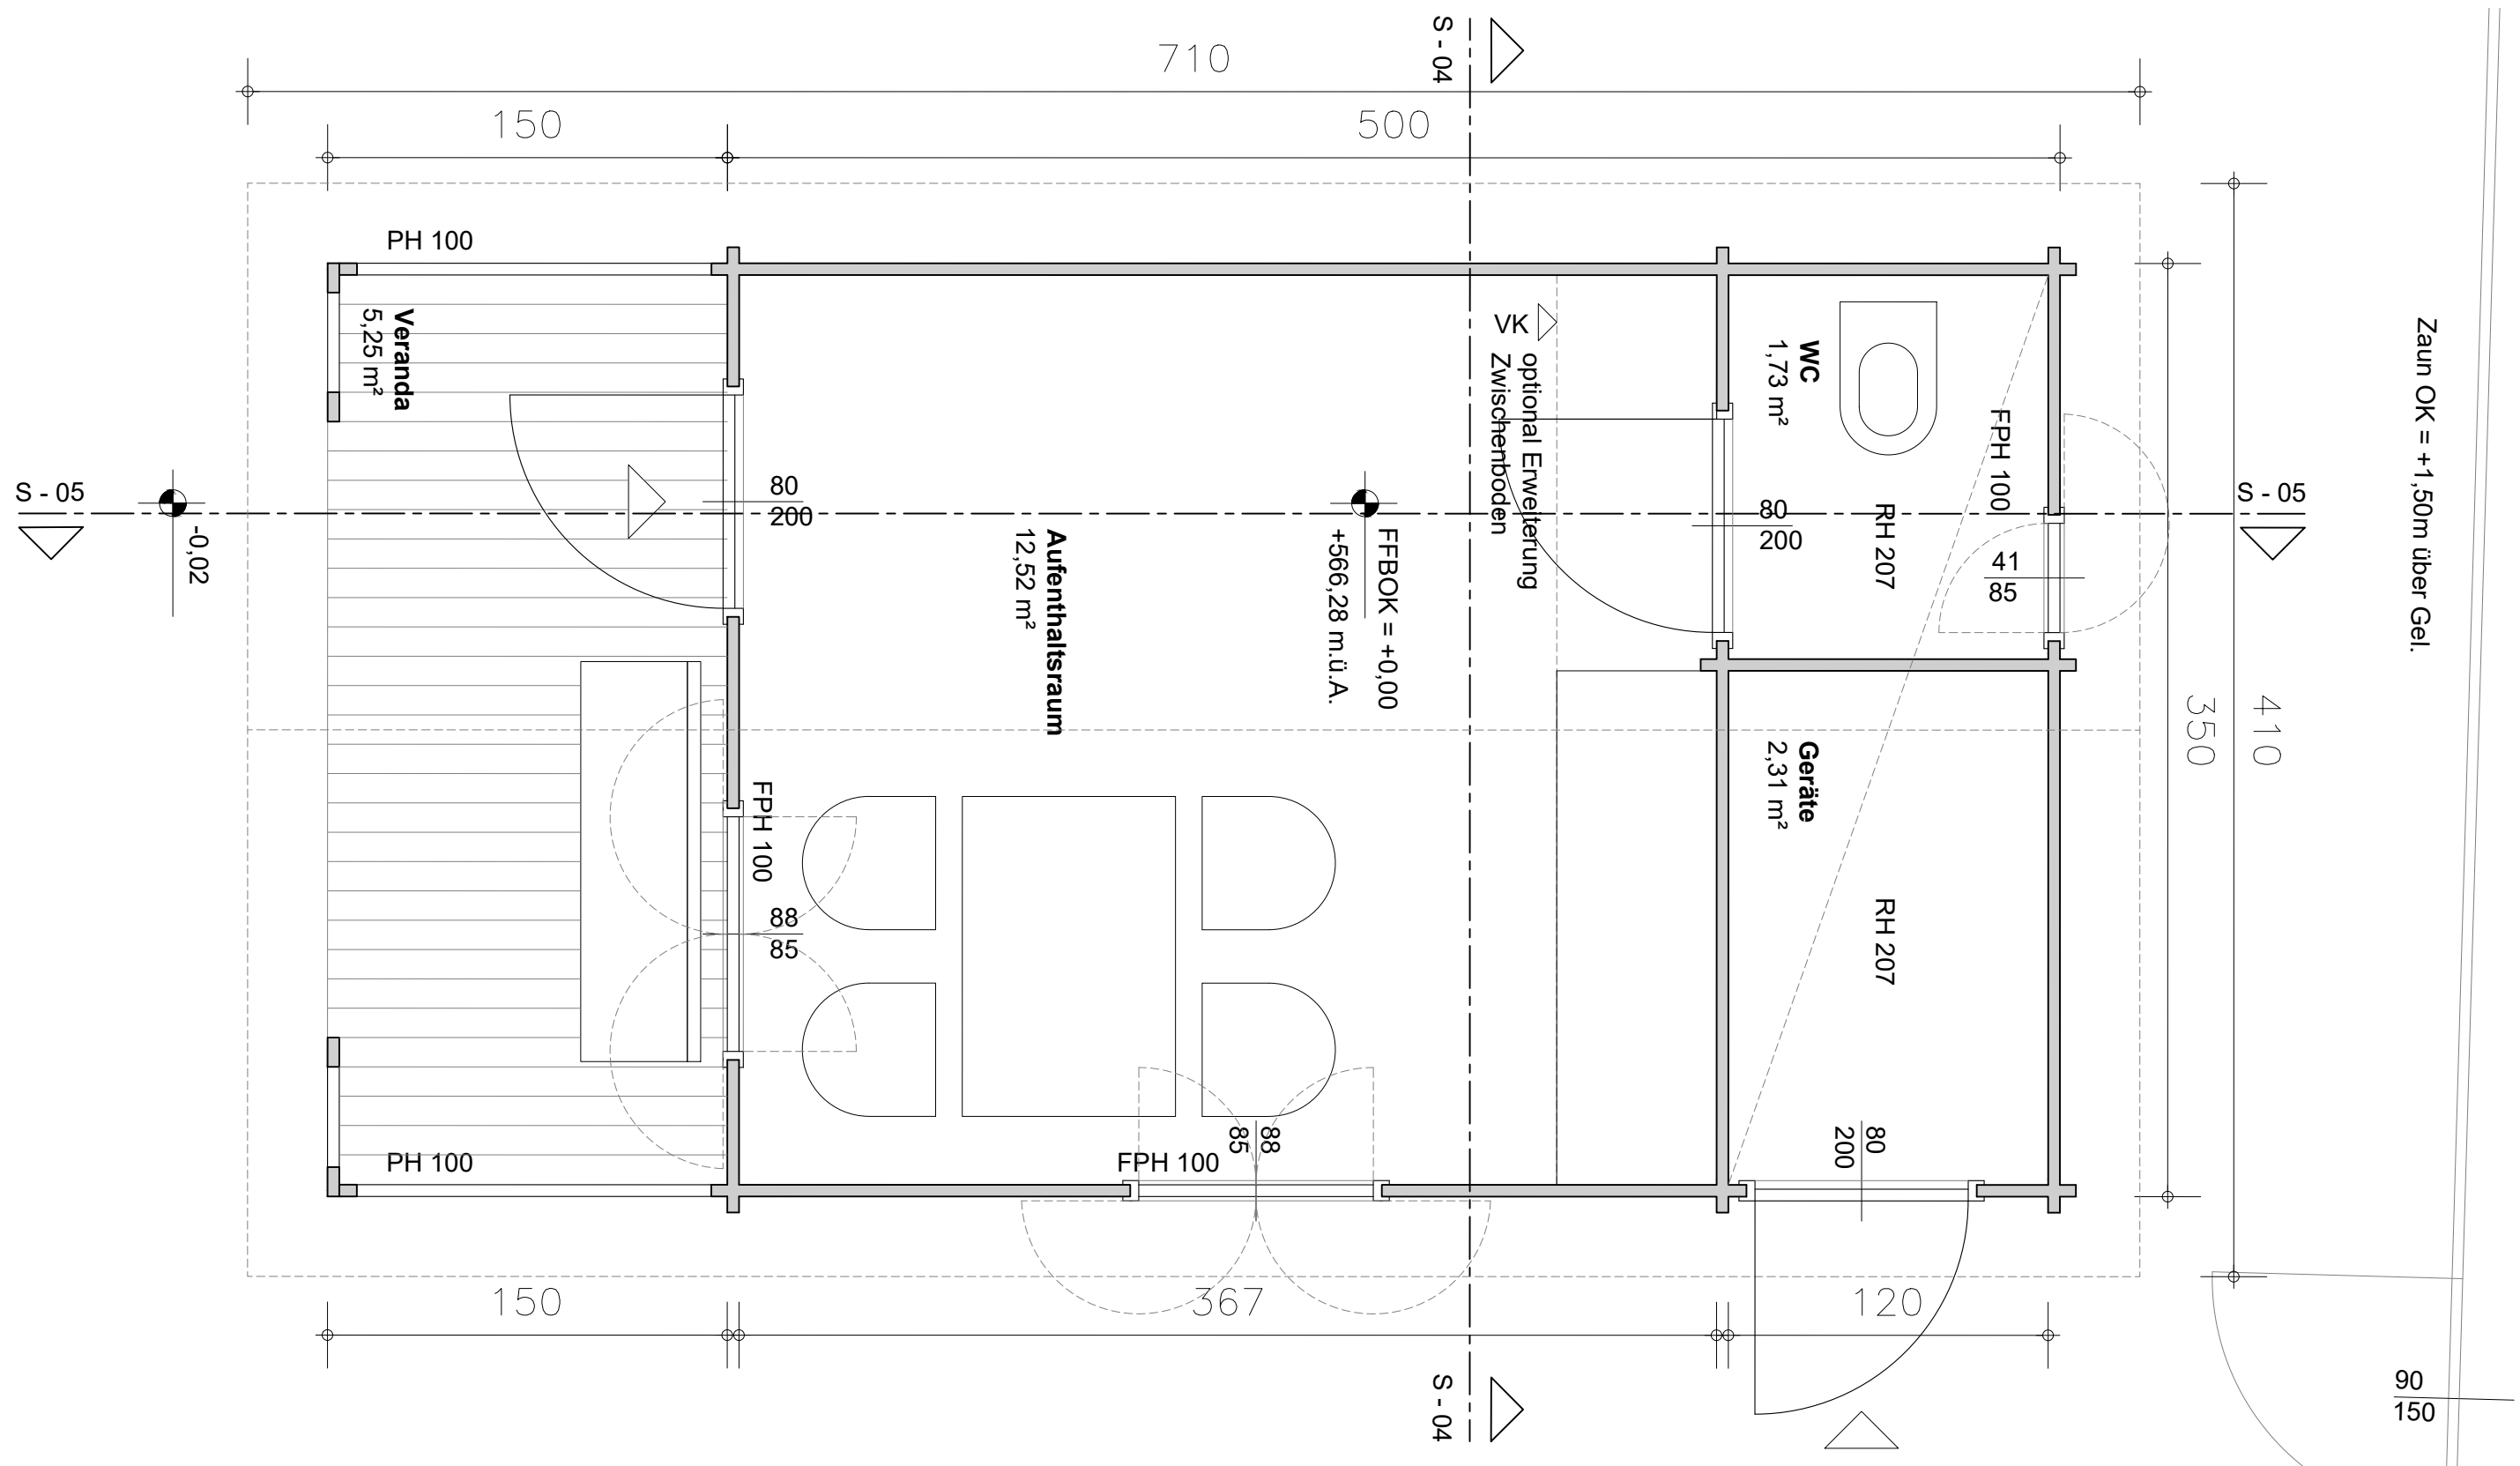 710
S - 04
150
500
PH 100
Veranda
5,25 m²
VK
optional Erweiterung
Zwischenboden
WC
1,73 m²
FPH 100
RH 207
Zaun OK = +1,50m über Gel.
S - 05
-0,02
80
200
Aufenthaltsraum
12,52 m²
FFBOK = +0,00
+566,28 m.ü.A.
80
200
41
85
S - 05
410
350
FPH 100
88
85
Geräte
2,31 m²
RH 207
PH 100
FPH 100
88
85
80
200
150
367
120
S - 04
90
150